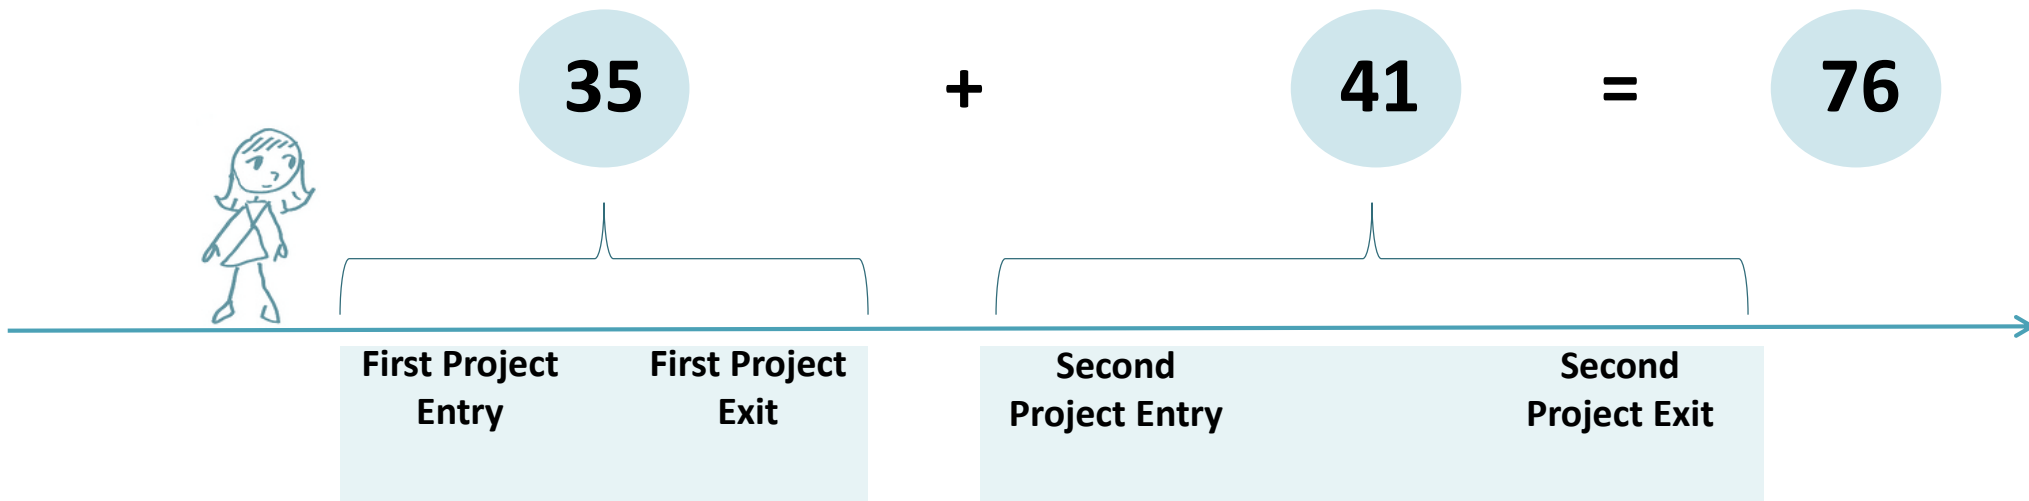 35 + 41 = 76
First Project Entry
First Project Exit
Second Project Entry
Second Project Exit